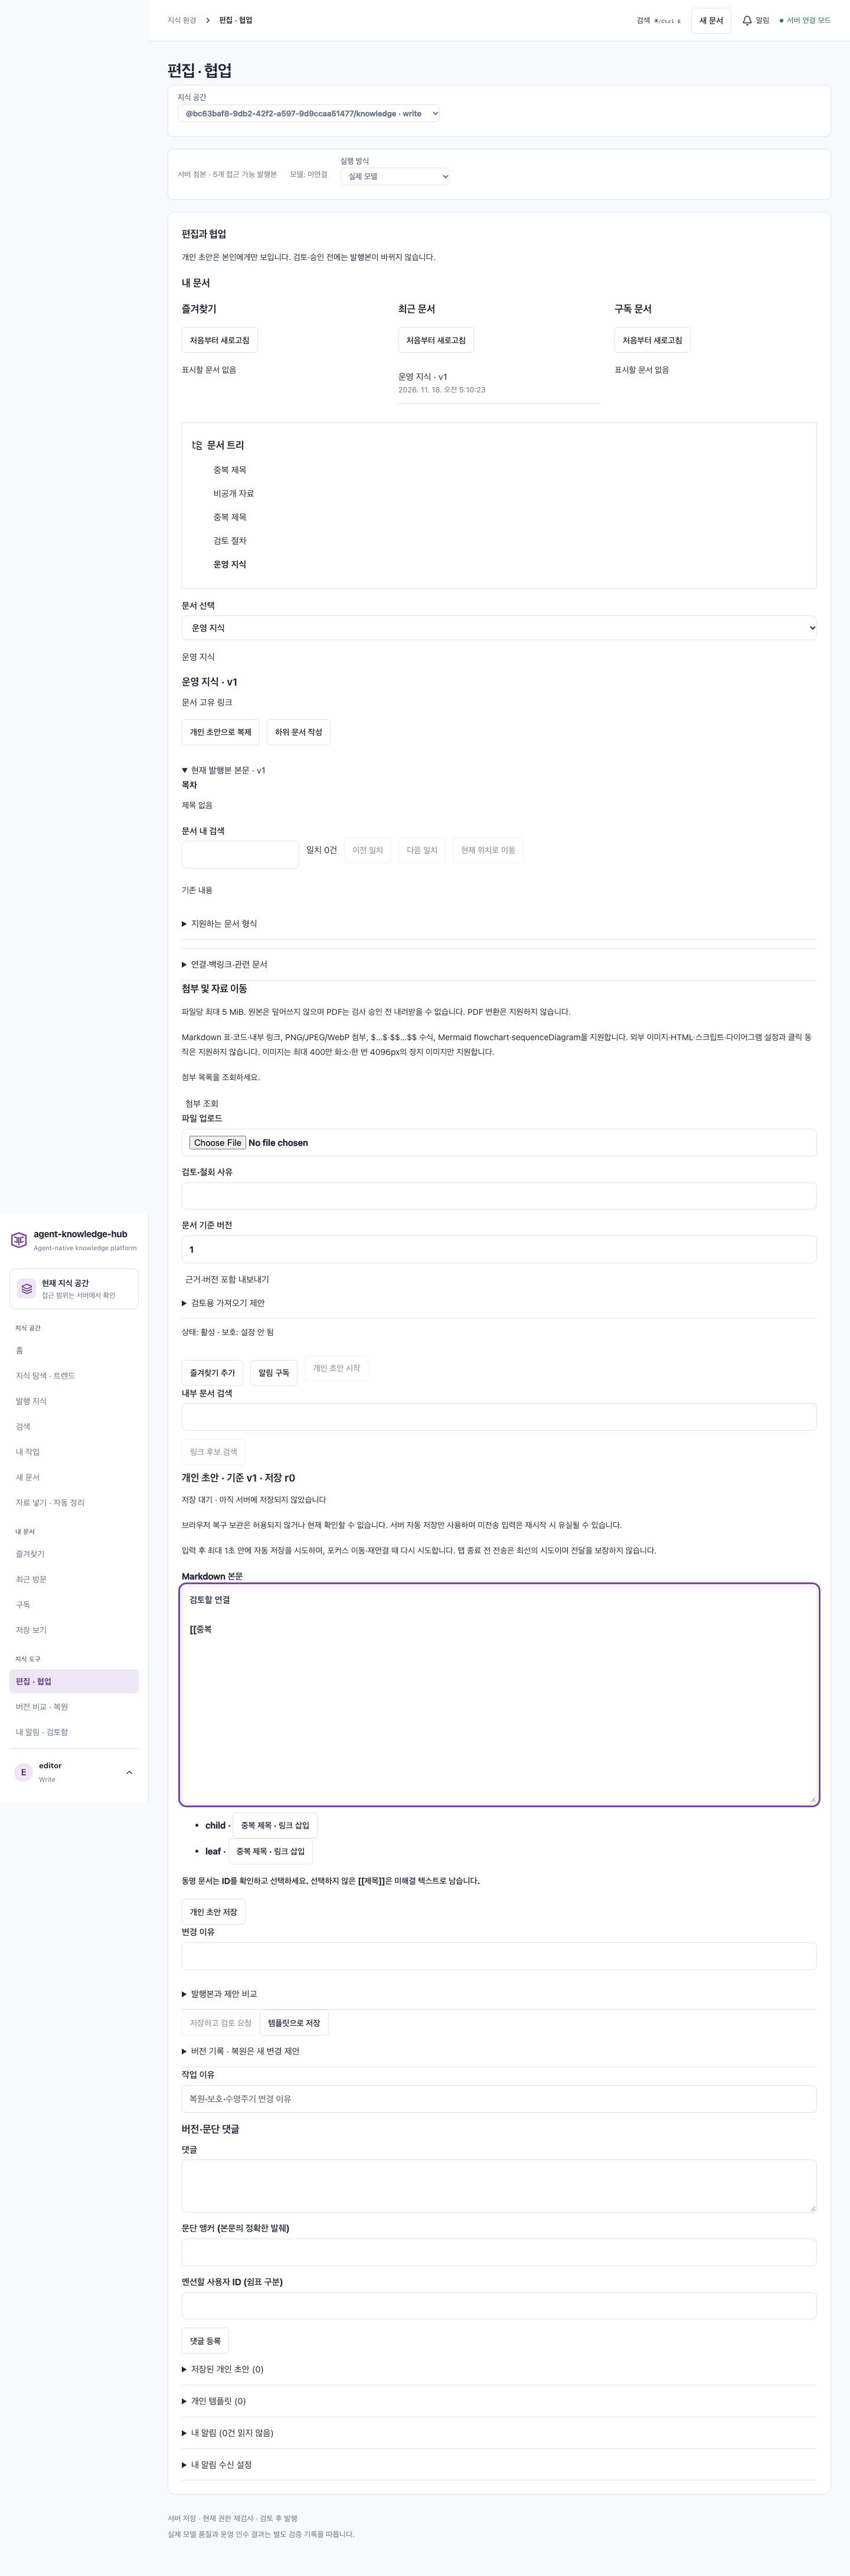 지식 환경 > 편집 · 협업
검색 ⌘/Ctrl K
새 문서
알림
서버 연결 모드
편집 · 협업
지식 공간
@bc63baf8-9db2-42f2-a597-9d9ccaa51477/knowledge · write
서버 정본 · 5개 접근 가능 발행본
모델: 미연결
실행 방식
실제 모델
편집과 협업
개인 초안은 본인에게만 보입니다. 검토·승인 전에는 발행본이 바뀌지 않습니다.
내 문서
즐겨찾기
최근 문서
구독 문서
처음부터 새로고침
처음부터 새로고침
처음부터 새로고침
표시할 문서 없음
운영 지식 · v1
2026. 11. 18. 오전 5:10:23
표시할 문서 없음
문서 트리
중복 제목
비공개 자료
중복 제목
검토 절차
운영 지식
문서 선택
운영 지식
운영 지식
운영 지식 · v1
문서 고유 링크
개인 초안으로 복제
하위 문서 작성
▼ 현재 발행본 본문 · v1
목차
제목 없음
문서 내 검색
일치 0건
이전 일치
다음 일치
현재 위치로 이동
기존 내용
▶ 지원하는 문서 형식
▶ 연결·백링크·관련 문서
첨부 및 자료 이동
파일당 최대 5 MiB. 원본은 덮어쓰지 않으며 PDF는 검사 승인 전 내려받을 수 없습니다. PDF 변환은 지원하지 않습니다.
Markdown 표·코드·내부 링크, PNG/JPEG/WebP 첨부, $...$·$$...$$ 수식, Mermaid flowchart·sequenceDiagram을 지원합니다. 외부 이미지·HTML·스크립트·다이어그램 설정과 클릭 동
작은 지원하지 않습니다. 이미지는 최대 400만 화소·한 번 4096px의 정지 이미지만 지원합니다.
첨부 목록을 조회하세요.
첨부 조회
파일 업로드
Choose File No file chosen
검토·철회 사유
문서 기준 버전
1
근거·버전 포함 내보내기
▶ 검토용 가져오기 제안
상태: 활성 · 보호: 설정 안 됨
즐겨찾기 추가
알림 구독
개인 초안 시작
내부 문서 검색
링크 후보 검색
개인 초안 · 기준 v1 · 저장 r0
저장 대기 · 아직 서버에 저장되지 않았습니다
브라우저 복구 보관은 허용되지 않거나 현재 확인할 수 없습니다. 서버 자동 저장만 사용하며 미전송 입력은 재시작 시 유실될 수 있습니다.
입력 후 최대 1초 안에 자동 저장을 시도하며, 포커스 이동·재연결 때 다시 시도합니다. 탭 종료 전 전송은 최선의 시도이며 전달을 보장하지 않습니다.
Markdown 본문
검토할 연결
[[중복
• child · 중복 제목 · 링크 삽입
• leaf · 중복 제목 · 링크 삽입
동명 문서는 ID를 확인하고 선택하세요. 선택하지 않은 [[제목]]은 미해결 텍스트로 남습니다.
개인 초안 저장
변경 이유
▶ 발행본과 제안 비교
저장하고 검토 요청
템플릿으로 저장
▶ 버전 기록 · 복원은 새 변경 제안
작업 이유
복원·보호·수명주기 변경 이유
버전·문단 댓글
댓글
문단 앵커 (본문의 정확한 발췌)
멘션할 사용자 ID (쉼표 구분)
댓글 등록
▶ 저장된 개인 초안 (0)
▶ 개인 템플릿 (0)
▶ 내 알림 (0건 읽지 않음)
▶ 내 알림 수신 설정
서버 저장 · 현재 권한 재검사 · 검토 후 발행
실제 모델 품질과 운영 인수 결과는 별도 검증 기록을 따릅니다.
agent-knowledge-hub
Agent-native knowledge platform
현재 지식 공간
접근 범위는 서버에서 확인
지식 공간
홈
지식 탐색 · 트렌드
발행 지식
검색
내 작업
새 문서
자료 넣기 · 자동 정리
내 문서
즐겨찾기
최근 방문
구독
저장 보기
지식 도구
편집 · 협업
버전 비교 · 복원
내 알림 · 검토함
E
editor
Write